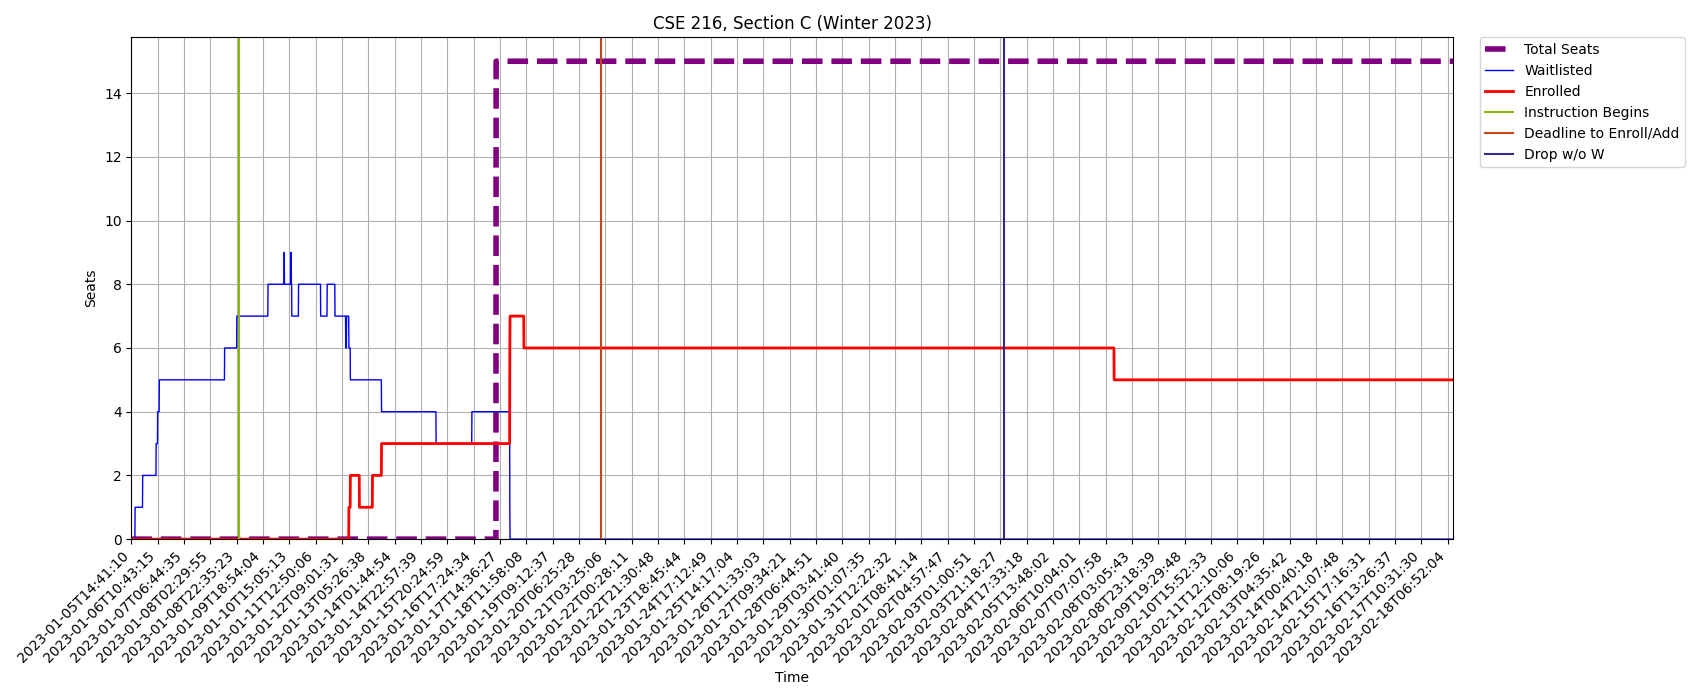 CSE 216, Section C (Winter 2023)
Total Seats
Waitlisted
Enrolled
Instruction Begins
Deadline to Enroll/Add
Drop w/o W
Seats
14
12
10
8
6
4
2
0
2023-01-05T14:41:10
2023-01-06T10:43:15
2023-01-07T06:44:35
2023-01-08T02:29:55
2023-01-08T22:35:23
2023-01-09T18:54:04
2023-01-10T15:05:13
2023-01-11T12:50:06
2023-01-12T09:01:31
2023-01-13T05:26:38
2023-01-14T01:44:54
2023-01-14T22:57:39
2023-01-15T20:24:59
2023-01-16T17:24:34
2023-01-17T14:36:27
2023-01-18T11:58:08
2023-01-19T09:12:37
2023-01-20T06:25:28
2023-01-21T03:25:06
2023-01-22T00:28:11
2023-01-22T21:30:48
2023-01-23T18:45:44
2023-01-24T17:12:49
2023-01-25T14:17:04
2023-01-26T11:33:03
2023-01-27T09:34:21
2023-01-28T06:44:51
2023-01-29T03:41:40
2023-01-30T01:07:35
2023-01-31T12:22:32
2023-02-01T08:41:14
2023-02-02T04:57:47
2023-02-03T01:00:51
2023-02-03T21:18:27
2023-02-04T17:33:18
2023-02-05T13:48:02
2023-02-06T10:04:01
2023-02-07T07:07:58
2023-02-08T03:05:43
2023-02-08T23:18:39
2023-02-09T19:29:48
2023-02-10T15:52:33
2023-02-11T12:10:06
2023-02-12T08:19:26
2023-02-13T04:35:42
2023-02-14T00:40:18
2023-02-14T21:07:48
2023-02-15T17:16:31
2023-02-16T13:26:37
2023-02-17T10:31:30
2023-02-18T06:52:04
Time